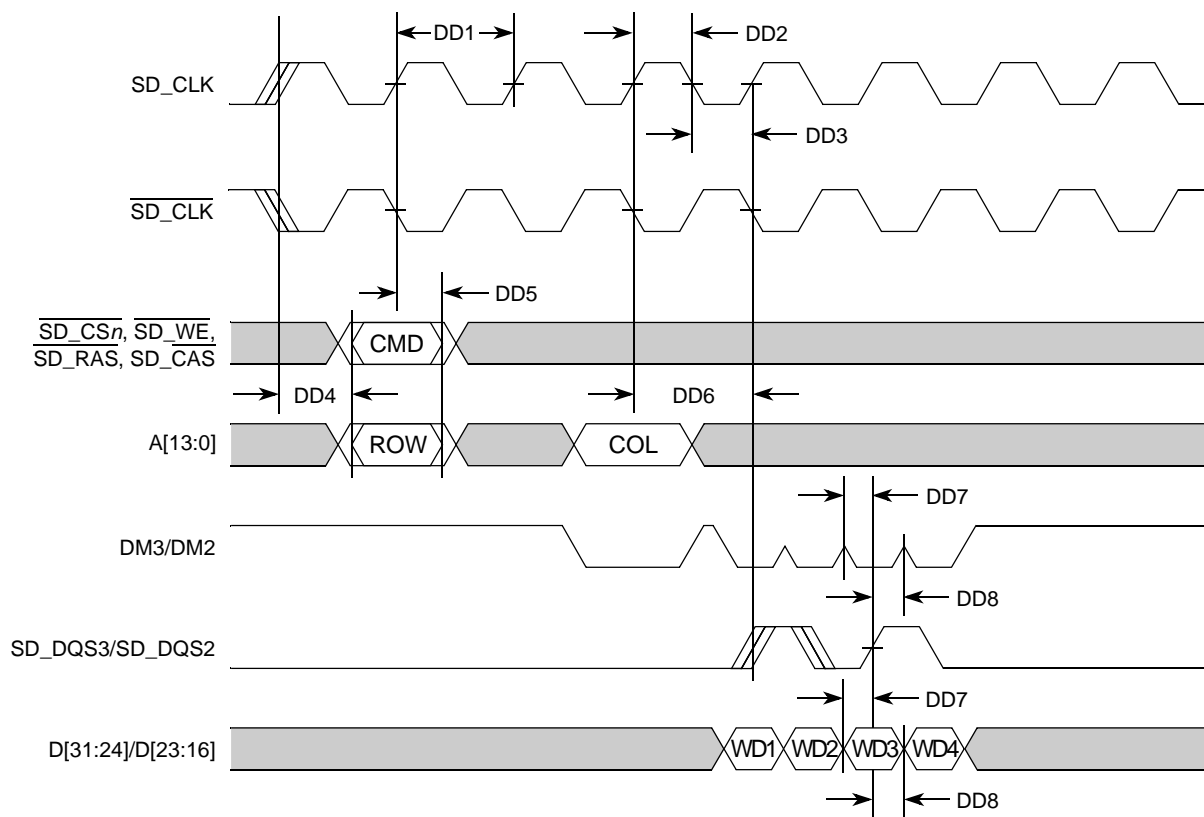 DD1
DD2
SD_CLK
DD3
SD_CLK
DD5
SD_CSn, SD_WE,
SD_RAS, SD_CAS
CMD
DD4
DD6
A[13:0]
ROW
COL
DD7
DM3/DM2
DD8
SD_DQS3/SD_DQS2
DD7
D[31:24]/D[23:16]
WD1
WD2
WD3
WD4
DD8